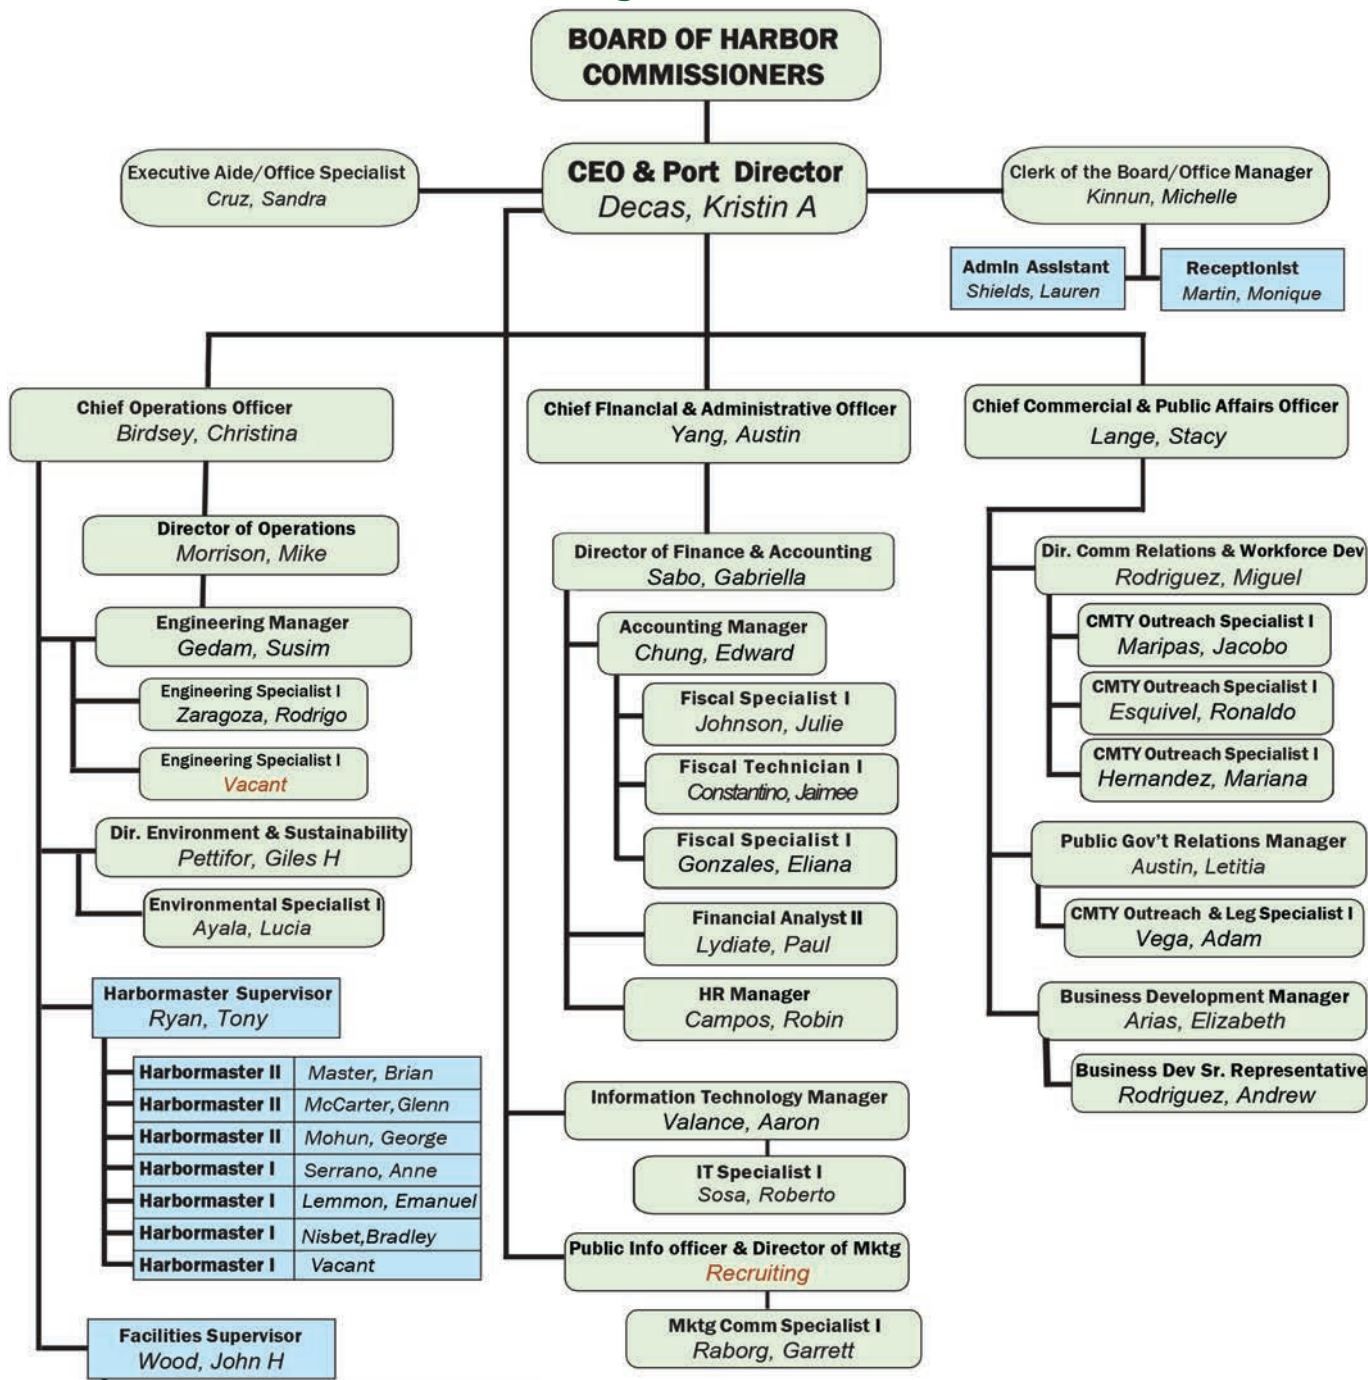 BOARD OF HARBOR
COMMISSIONERS
Executive Aide/Office Specialist
Cruz, Sandra
CEO & Port Director
Decas, Kristin A
Clerk of the Board/Office Manager
Kinnun, Michelle
Admin Assistant
Shields, Lauren
Receptionist
Martin, Monique
Chief Operations Officer
Birdsey, Christina
Director of Operations
Morrison, Mike
Engineering Manager
Gedam, Susim
Engineering Specialist I
Zaragoza, Rodrigo
Engineering Specialist I
Vacant
Dir. Environment & Sustainability
Pettifor, Giles H
Environmental Specialist I
Ayala, Lucia
Harbormaster Supervisor
Ryan, Tony
Harbormaster II Master, Brian
Harbormaster II McCarter, Glenn
Harbormaster II Mohun, George
Harbormaster I Serrano, Anne
Harbormaster I Lemmon, Emanuel
Harbormaster I Nisbet,Bradley
Harbormaster I Vacant
Facilities Supervisor
Wood, John H
Chief Financial & Administrative Officer
Yang, Austin
Director of Finance & Accounting
Sabo, Gabriella
Accounting Manager
Chung, Edward
Fiscal Specialist I
Johnson, Julie
Fiscal Technician I
Constantino, Jaimee
Fiscal Specialist I
Gonzales, Eliana
Financial Analyst II
Lydiate, Paul
HR Manager
Campos, Robin
Information Technology Manager
Valance, Aaron
IT Specialist I
Sosa, Roberto
Public Info officer & Director of Mktg
Recruiting
Mktg Comm Specialist I
Raborg, Garrett
Chief Commercial & Public Affairs Officer
Lange, Stacy
Dir. Comm Relations & Workforce Dev
Rodriguez, Miguel
CMTY Outreach Specialist I
Maripas, Jacobo
CMTY Outreach Specialist I
Esquivel, Ronaldo
CMTY Outreach Specialist I
Hernandez, Mariana
Public Gov't Relations Manager
Austin, Letitia
CMTY Outreach & Leg Specialist I
Vega, Adam
Business Development Manager
Arias, Elizabeth
Business Dev Sr. Representative
Rodriguez, Andrew